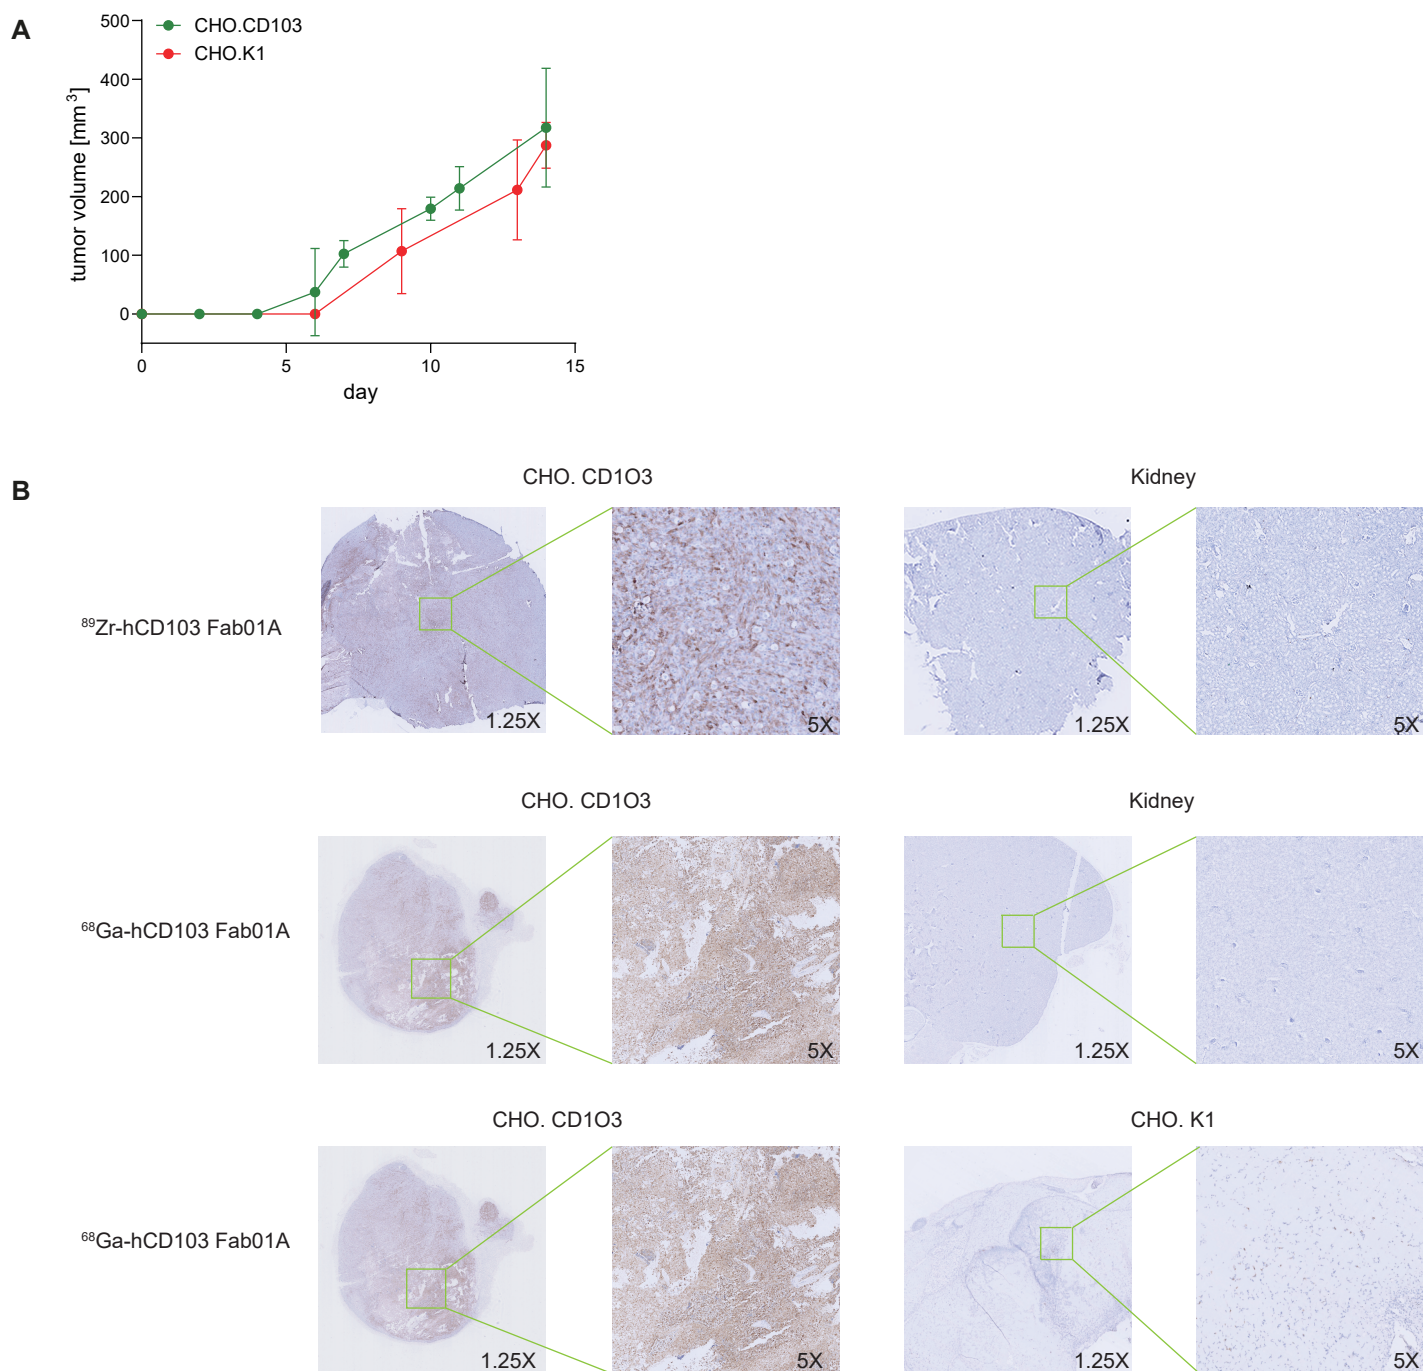 A
CHO.CD103
CHO.K1
500
400
300
200
100
0
tumor volume [mm³]
0 5 10 15
day
B
CHO. CD1O3 Kidney
⁸⁹Zr-hCD103 Fab01A
1.25X 5X 1.25X 5X
CHO. CD1O3 Kidney
⁶⁸Ga-hCD103 Fab01A
1.25X 5X 1.25X 5X
CHO. CD1O3 CHO. K1
⁶⁸Ga-hCD103 Fab01A
1.25X 5X 1.25X 5X